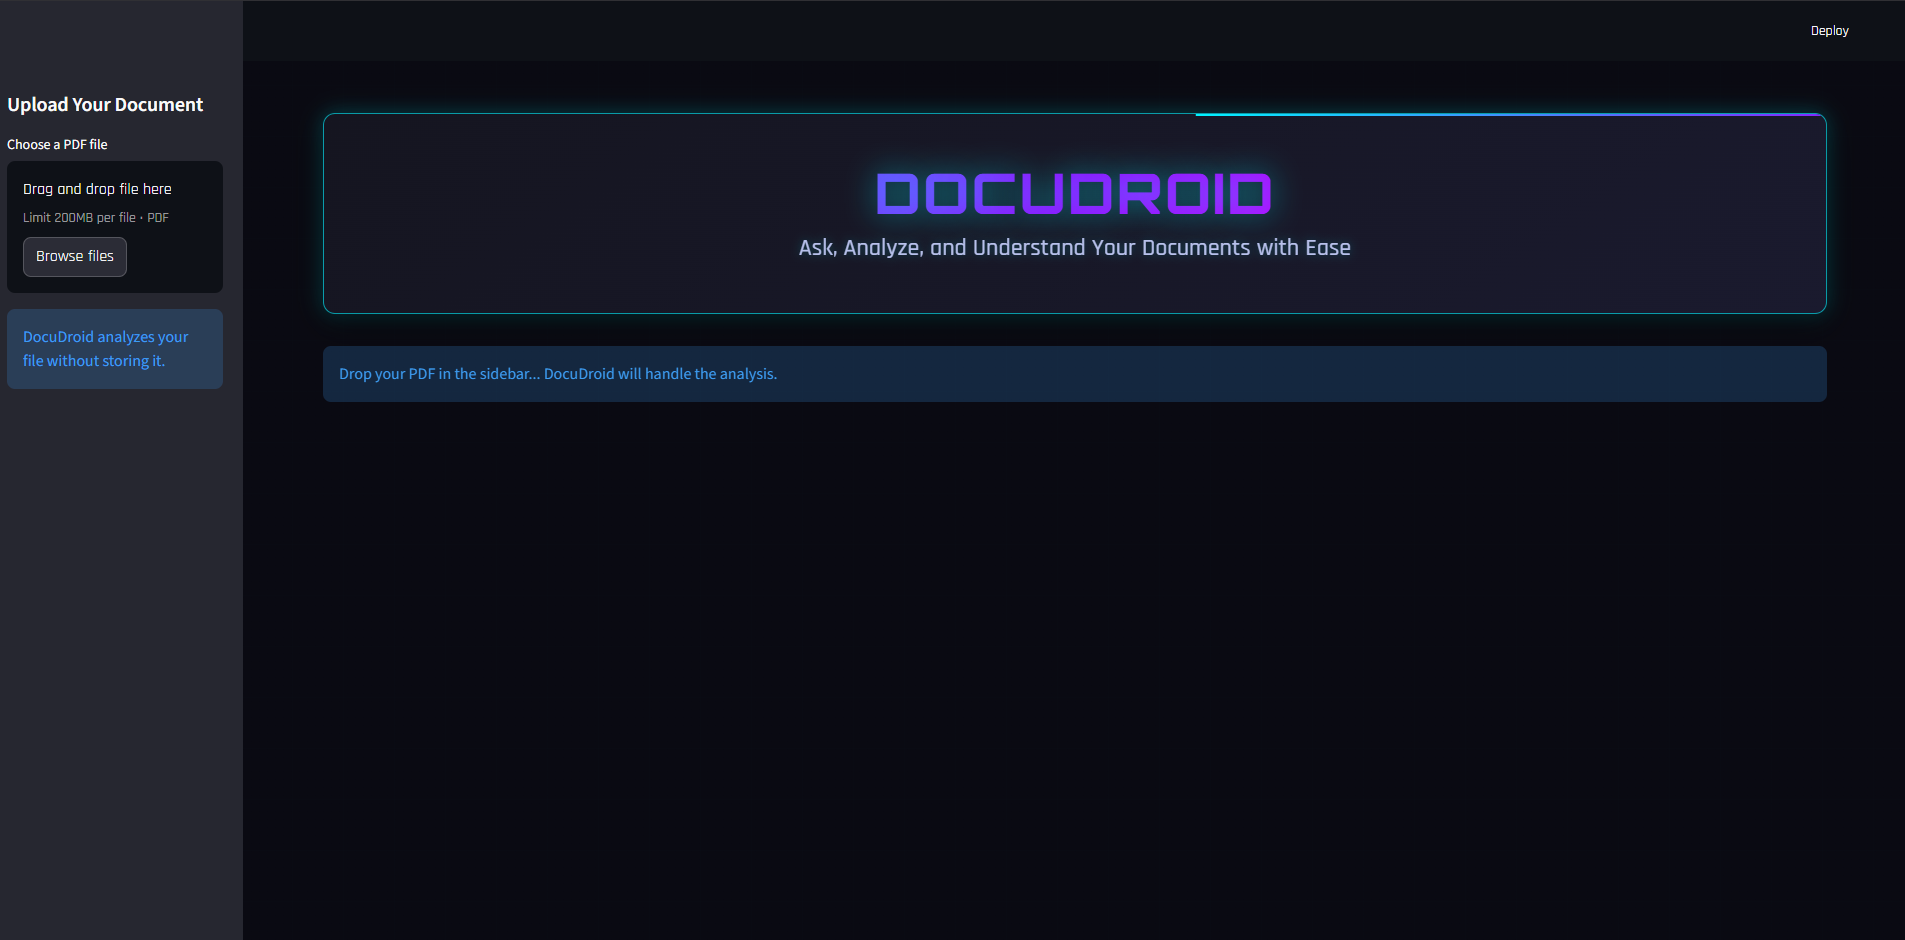 Deploy
Upload Your Document
Choose a PDF file
Drag and drop file here
Limit 200MB per file • PDF
Browse files
DocuDroid analyzes your
file without storing it.
DOCUDROID
Ask, Analyze, and Understand Your Documents with Ease
Drop your PDF in the sidebar... DocuDroid will handle the analysis.